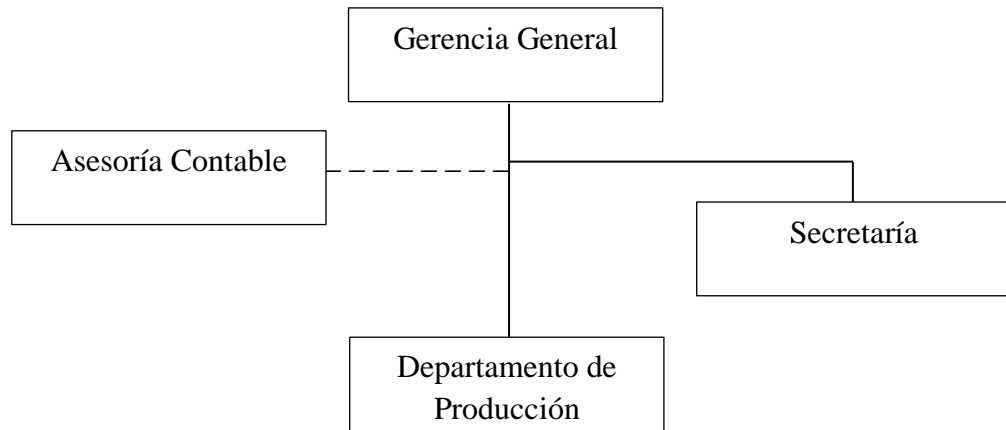 Gerencia General
Asesoría Contable
Secretaría
Departamento de
Producción